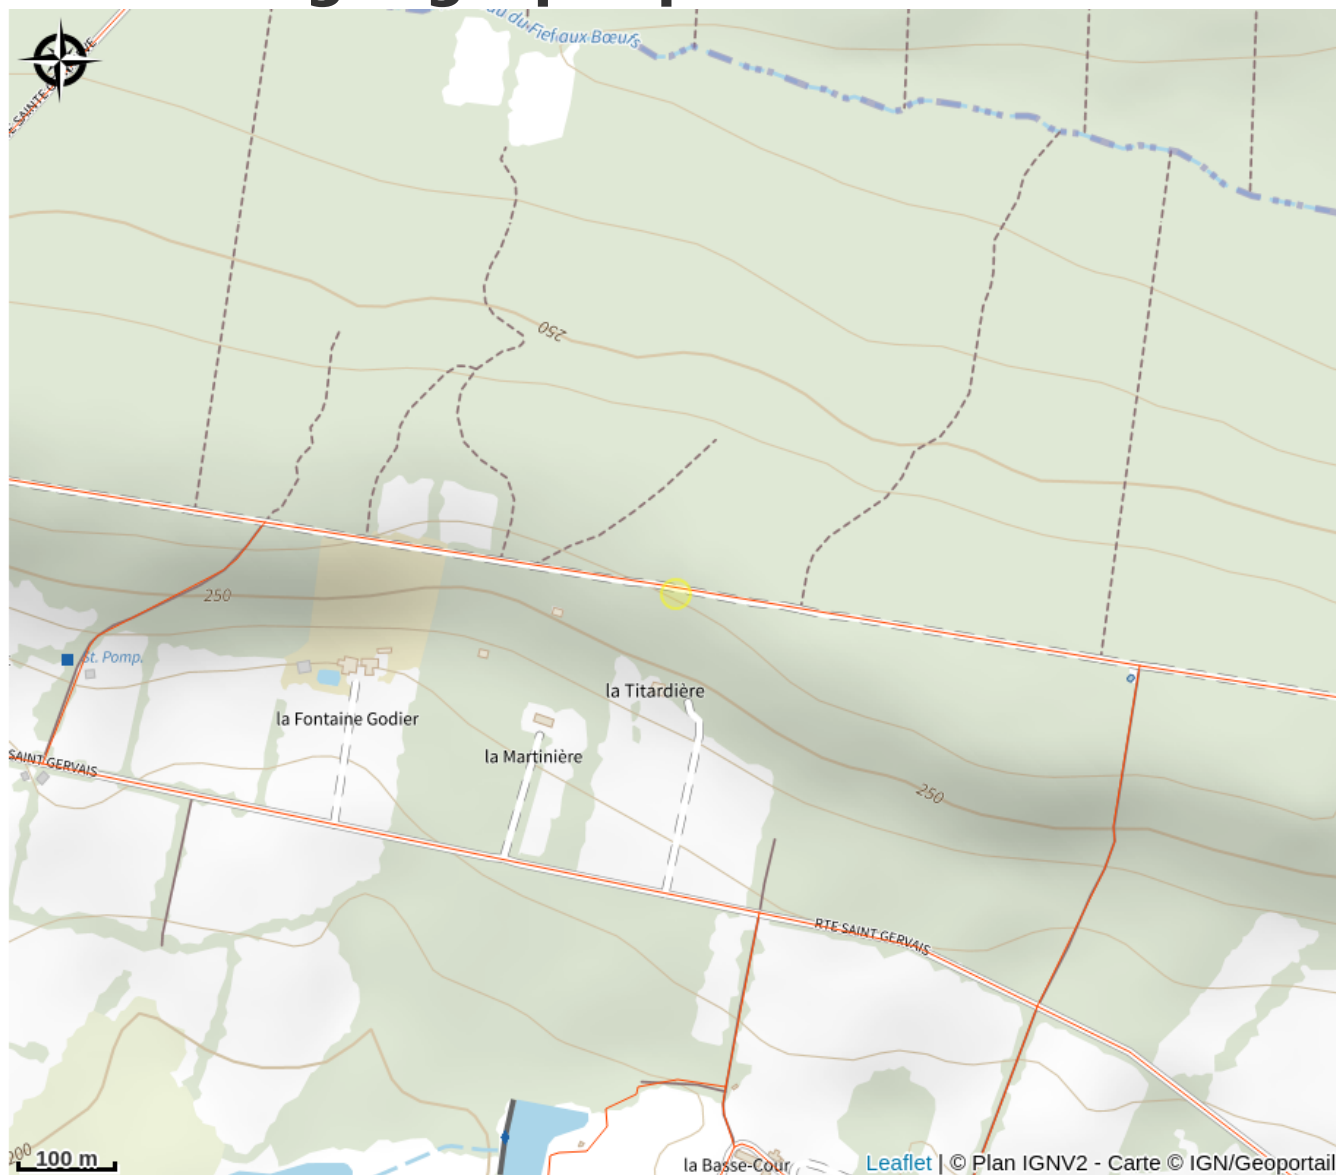 du Fief aux Bœufs
250
250
St. Pomp.
la Titardière
la Fontaine Godier
la Martinière
SAINT GERVAIS
250
RTE SAINT GERVAIS
100 m
la Basse-Cour
Leaflet | © Plan IGNV2 - Carte © IGN/Geoportail